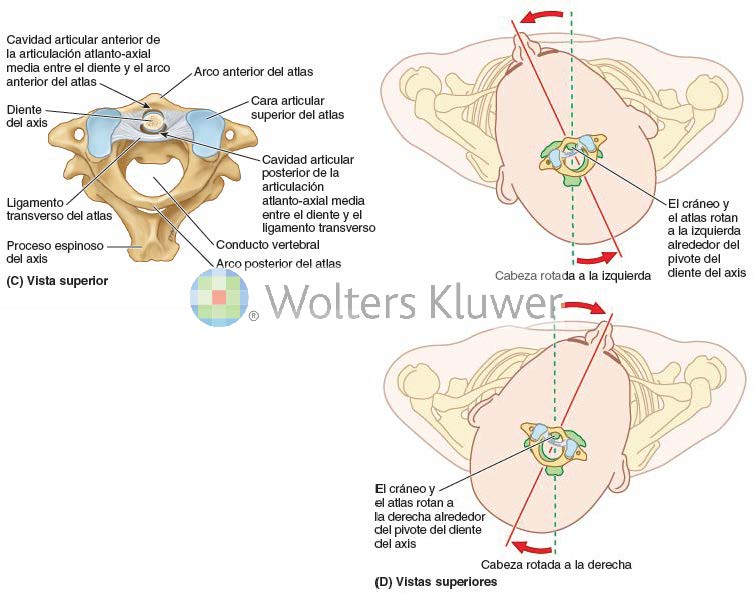 Cavidad articular anterior de
la articulación atlanto-axial
media entre el diente y el arco
anterior del atlas
Arco anterior del atlas
Diente
del axis
Cara articular
superior del atlas
Cavidad articular
posterior de la
articulación
atlanto-axial media
entre el diente y el
ligamento transverso
Ligamento
transverso del atlas
Proceso espinoso
del axis
Conducto vertebral
Arco posterior del atlas
(C) Vista superior
El cráneo y
el atlas rotan
a la izquierda
alrededor del
pivote del
diente del axis
Cabeza rotada a la izquierda
® Wolters Kluwer
El cráneo y
el atlas rotan a
la derecha alrededor
del pivote del diente
del axis
Cabeza rotada a la derecha
(D) Vistas superiores